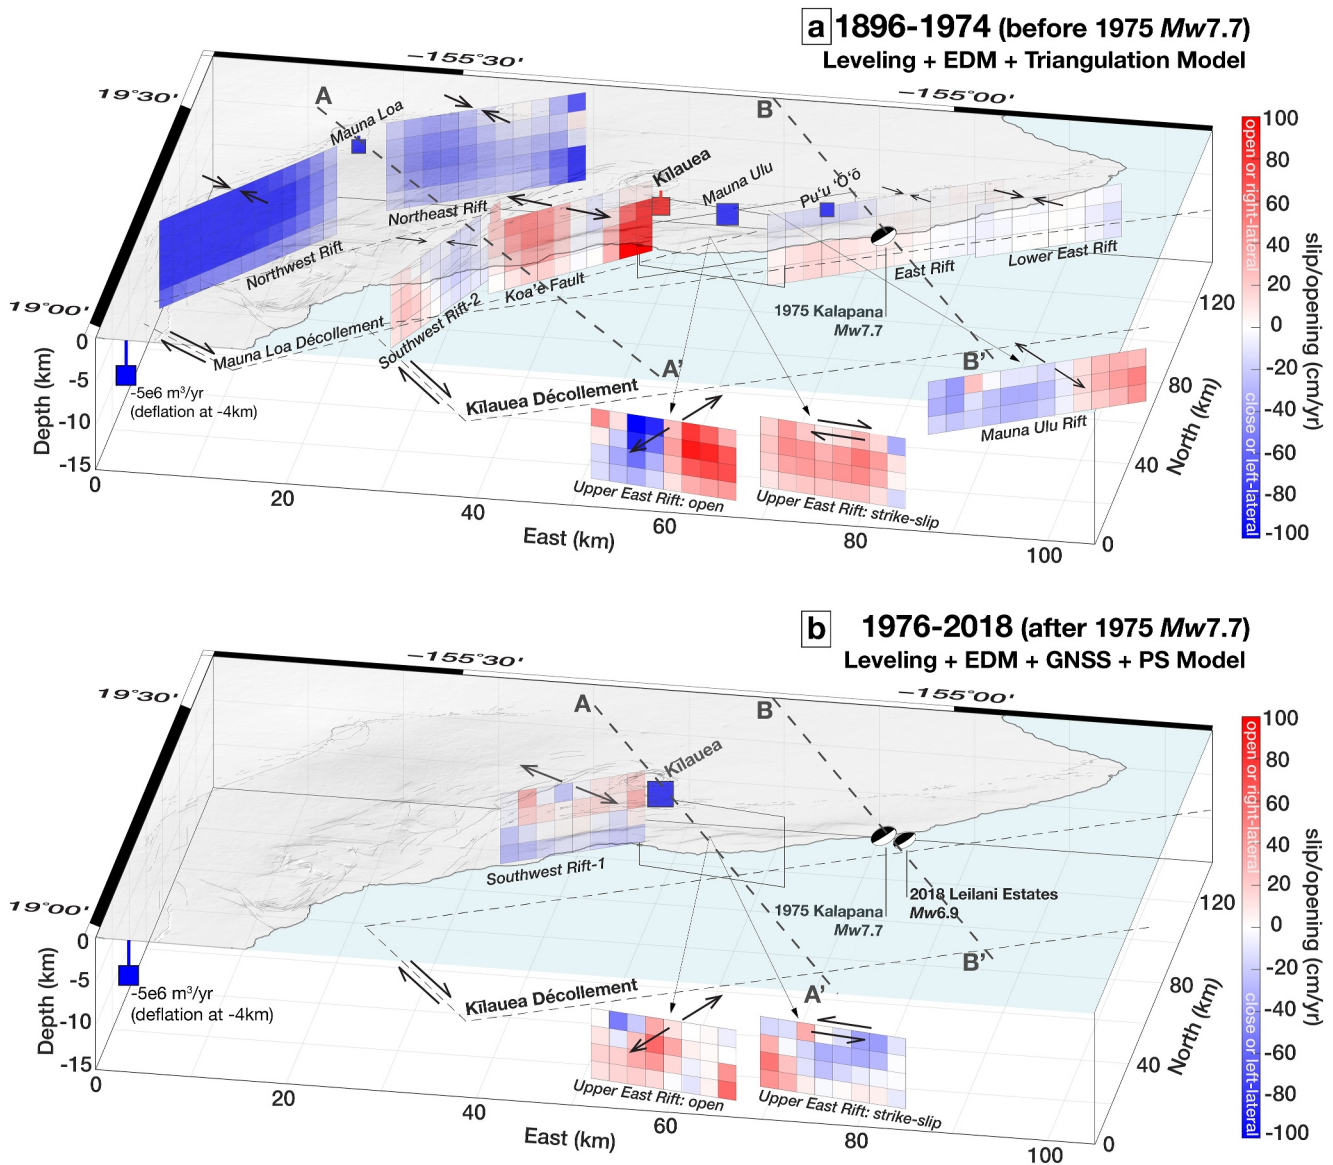 a 1896-1974 (before 1975 Mw7.7)
Leveling + EDM + Triangulation Model
−155˚30'
−155˚00'
19˚30'
19˚00'
A
B
Mauna Loa
Kīlauea
Mauna Ulu
Pu‘u ‘Ō‘ō
Northeast Rift
Northwest Rift
Koa'e Fault
Southwest Rift-2
East Rift
Lower East Rift
1975 Kalapana
Mw7.7
Mauna Loa Décollement
Kīlauea Décollement
A'
B'
Mauna Ulu Rift
Upper East Rift: open
Upper East Rift: strike-slip
-5e6 m³/yr
(deflation at -4km)
Depth (km)
0
-5
-10
-15
0
20
40
60
80
100
East (km)
0
40
80
120
North (km)
100
80
60
40
20
0
-20
-40
-60
-80
-100
open or right-lateral
close or left-lateral
slip/opening (cm/yr)
b 1976-2018 (after 1975 Mw7.7)
Leveling + EDM + GNSS + PS Model
−155˚30'
−155˚00'
19˚30'
19˚00'
A
B
Kīlauea
Southwest Rift-1
2018 Leilani Estates
Mw6.9
1975 Kalapana
Mw7.7
B'
A'
Kīlauea Décollement
Upper East Rift: open
Upper East Rift: strike-slip
-5e6 m³/yr
(deflation at -4km)
Depth (km)
0
-5
-10
-15
0
20
40
60
80
100
East (km)
0
40
80
120
North (km)
100
80
60
40
20
0
-20
-40
-60
-80
-100
open or right-lateral
close or left-lateral
slip/opening (cm/yr)